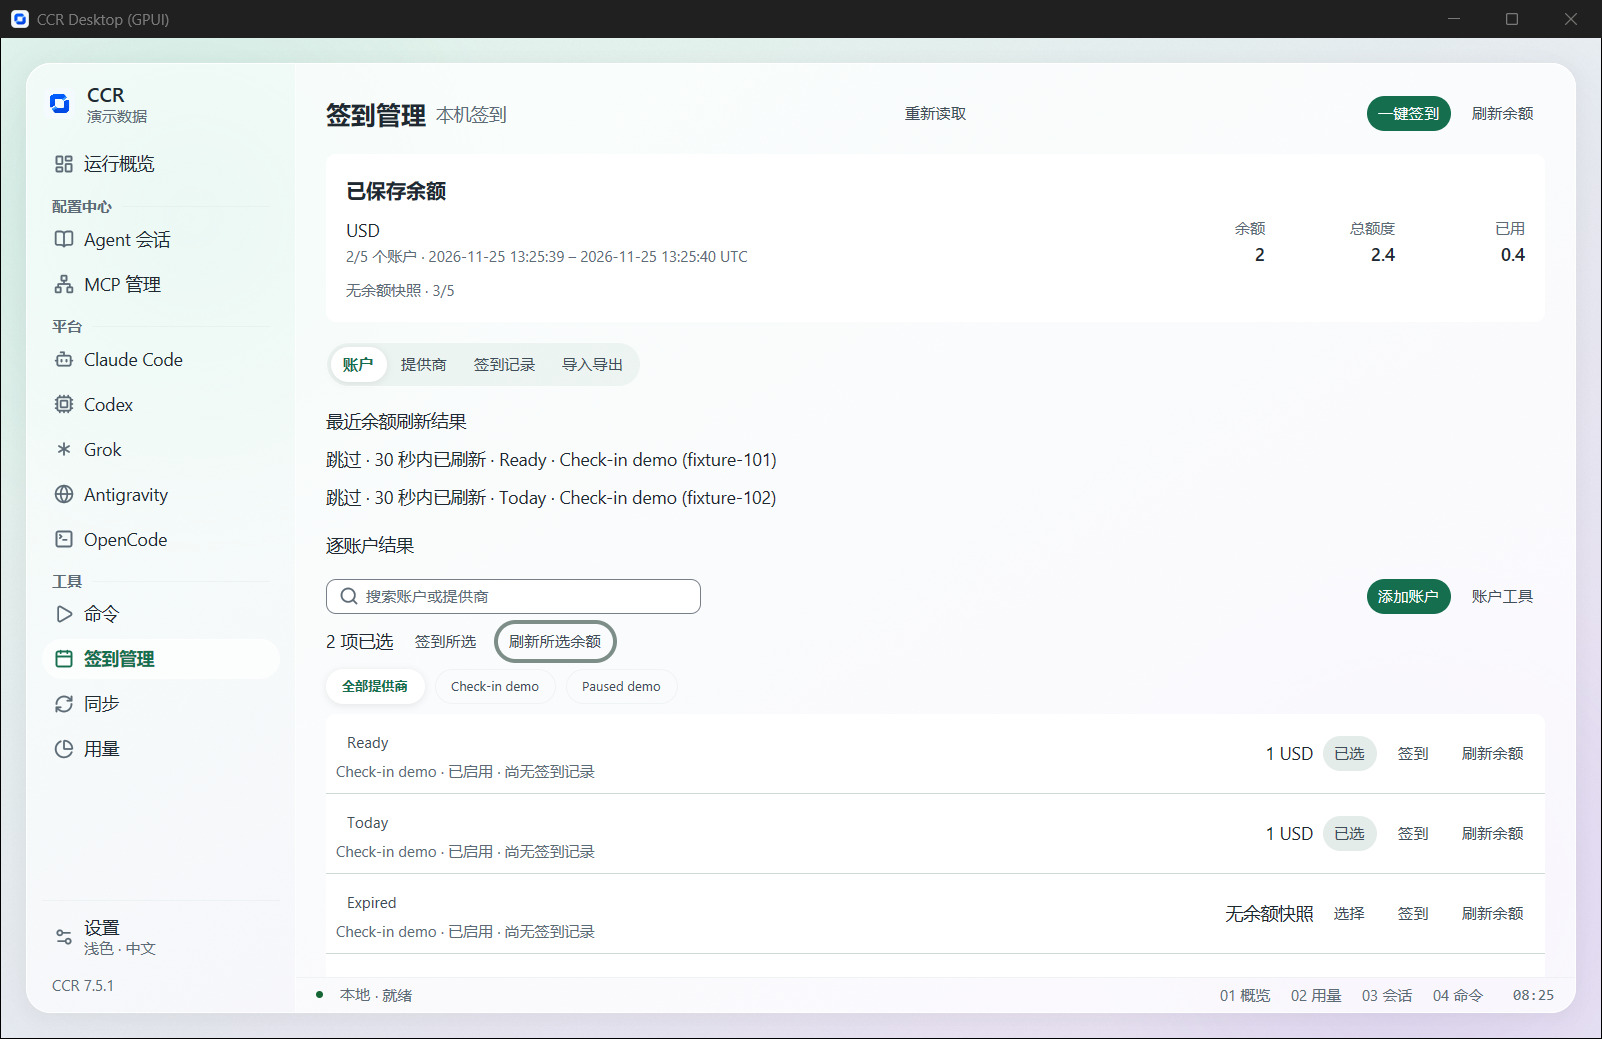 CCR Desktop (GPUI)
CCR
演示数据
运行概览
配置中心
Agent 会话
MCP 管理
平台
Claude Code
Codex
Grok
Antigravity
OpenCode
工具
命令
签到管理
同步
用量
设置
浅色 · 中文
CCR 7.5.1
签到管理 本机签到
重新读取
一键签到
刷新余额
已保存余额
USD
2/5 个账户 · 2026-11-25 13:25:39 – 2026-11-25 13:25:40 UTC
无余额快照 · 3/5
余额
2
总额度
2.4
已用
0.4
账户 提供商 签到记录 导入导出
最近余额刷新结果
跳过 · 30 秒内已刷新 · Ready · Check-in demo (fixture-101)
跳过 · 30 秒内已刷新 · Today · Check-in demo (fixture-102)
逐账户结果
搜索账户或提供商
添加账户
账户工具
2 项已选 签到所选 刷新所选余额
全部提供商 Check-in demo Paused demo
Ready
Check-in demo · 已启用 · 尚无签到记录
1 USD 已选 签到 刷新余额
Today
Check-in demo · 已启用 · 尚无签到记录
1 USD 已选 签到 刷新余额
Expired
Check-in demo · 已启用 · 尚无签到记录
无余额快照 选择 签到 刷新余额
本地 · 就绪
01 概览 02 用量 03 会话 04 命令 08:25